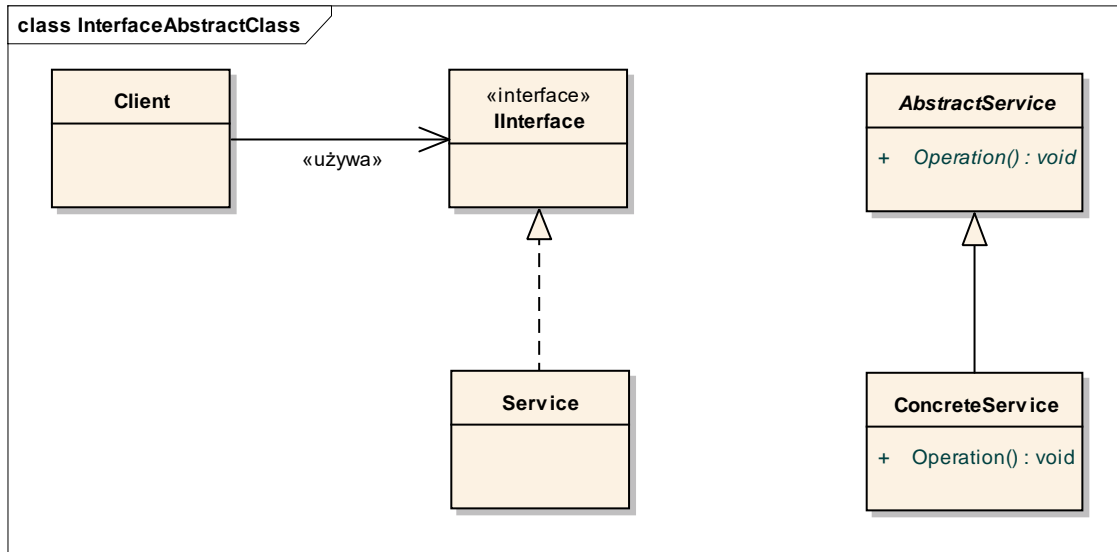 class InterfaceAbstractClass
Client
«używa»
«interface»
IInterface
Service
AbstractService
+ Operation() : void
ConcreteService
+ Operation() : void